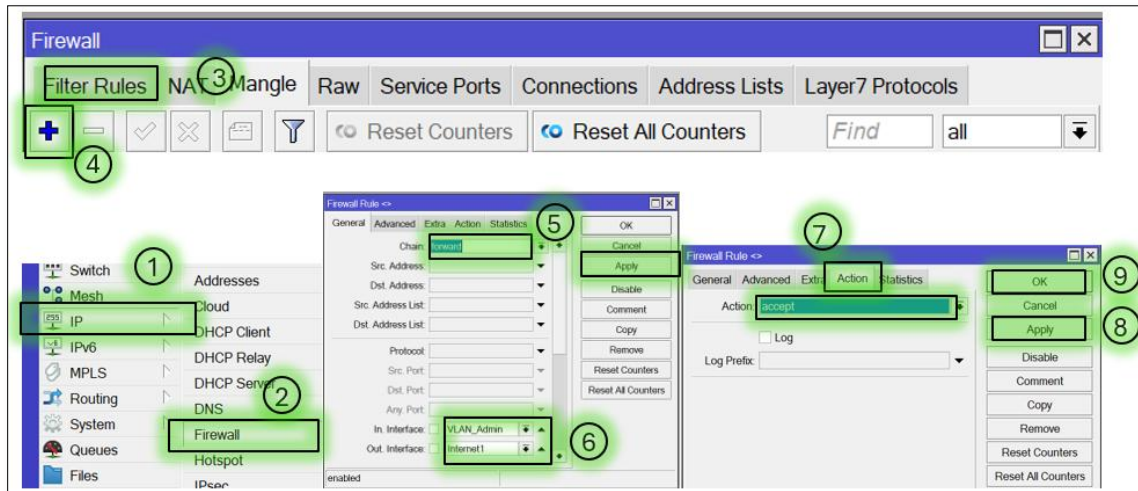 Firewall
Filter Rules NAT 3 Mangle Raw Service Ports Connections Address Lists Layer7 Protocols
Reset Counters Reset All Counters Find all
4
1
Switch
Mesh
IP
IPv6
MPLS
Routing
System
Queues
Files
2
Addresses
Cloud
DHCP Client
DHCP Relay
DHCP Server
DNS
Firewall
Hotspot
IPsec
Firewall Rule <>
General Advanced Extra Action Statistics 5
Chain: forward
Src. Address:
Dst. Address:
Src. Address List:
Dst. Address List:
Protocol:
Src. Port:
Dst. Port:
Any. Port:
In. Interface: VLAN_Admin
Out. Interface: Internet1
6
enabled
OK
Cancel
Apply
Disable
Comment
Copy
Remove
Reset Counters
Reset All Counters
7
Firewall Rule <>
General Advanced Extra Action Statistics
Action: accept
Log
Log Prefix:
OK 9
Cancel
Apply 8
Disable
Comment
Copy
Remove
Reset Counters
Reset All Counters